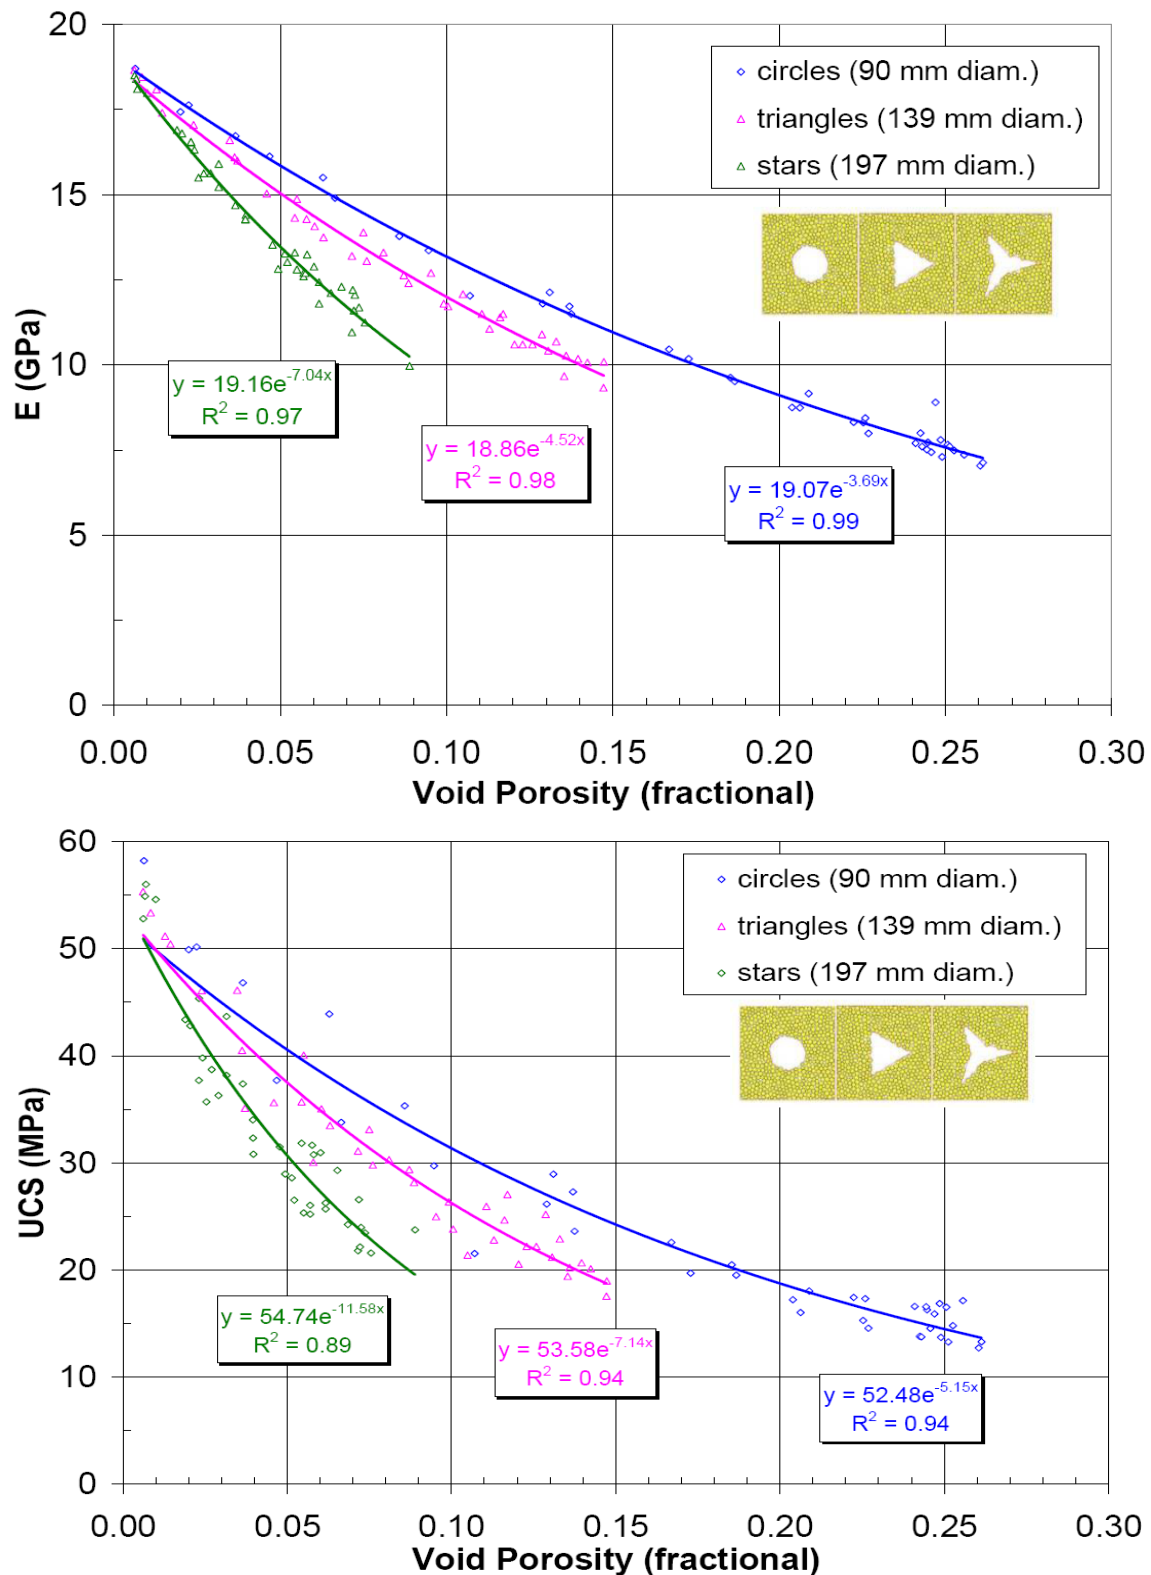 20
15
10
5
0
E (GPa)
circles (90 mm diam.)
triangles (139 mm diam.)
stars (197 mm diam.)
y = 19.16e^-7.04x
R² = 0.97
y = 18.86e^-4.52x
R² = 0.98
y = 19.07e^-3.69x
R² = 0.99
0.00 0.05 0.10 0.15 0.20 0.25 0.30
Void Porosity (fractional)
60
50
40
30
20
10
0
UCS (MPa)
circles (90 mm diam.)
triangles (139 mm diam.)
stars (197 mm diam.)
y = 54.74e^-11.58x
R² = 0.89
y = 53.58e^-7.14x
R² = 0.94
y = 52.48e^-5.15x
R² = 0.94
0.00 0.05 0.10 0.15 0.20 0.25 0.30
Void Porosity (fractional)